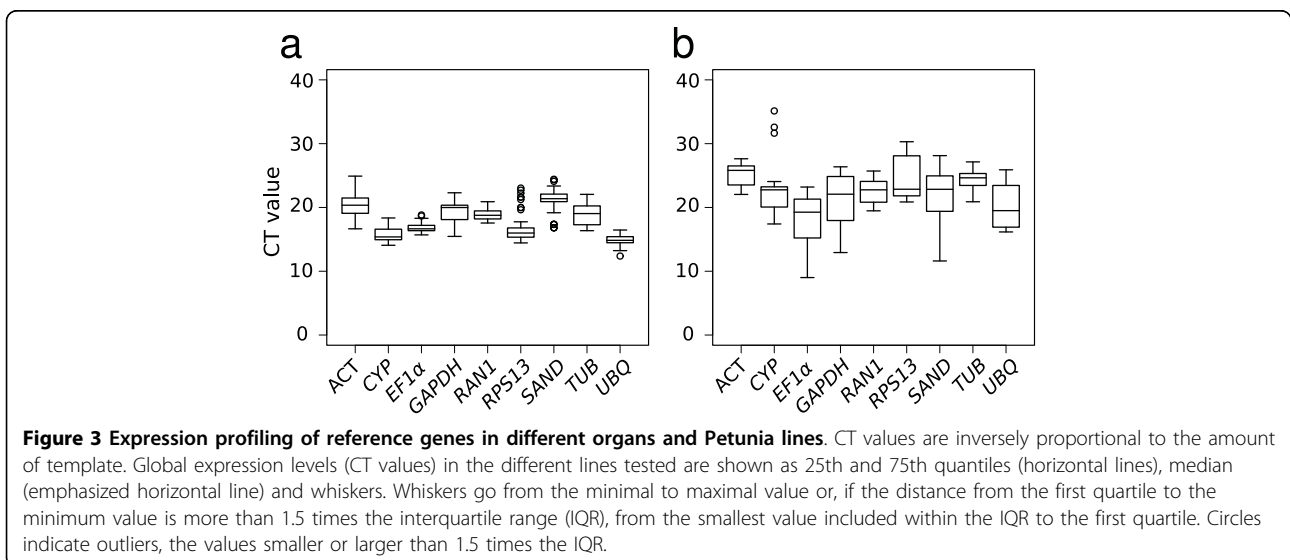 a
b
40
30
20
10
0
CT value
ACT
CYP
EF1α
GAPDH
RAN1
RPS13
SAND
TUB
UBQ
40
30
20
10
0
ACT
CYP
EF1α
GAPDH
RAN1
RPS13
SAND
TUB
UBQ
Figure 3 Expression profiling of reference genes in different organs and Petunia lines. CT values are inversely proportional to the amount
of template. Global expression levels (CT values) in the different lines tested are shown as 25th and 75th quantiles (horizontal lines), median
(emphasized horizontal line) and whiskers. Whiskers go from the minimal to maximal value or, if the distance from the first quartile to the
minimum value is more than 1.5 times the interquartile range (IQR), from the smallest value included within the IQR to the first quartile. Circles
indicate outliers, the values smaller or larger than 1.5 times the IQR.